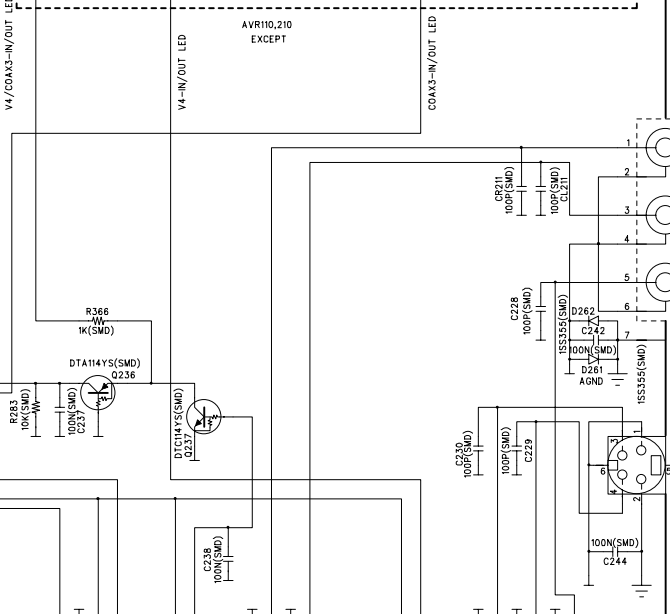 AVR110,210
EXCEPT
V4/COAX3-IN/OUT LED
V4-IN/OUT LED
COAX3-IN/OUT LED
1
2
3
4
5
6
7
CR211
100P(SMD)
100P(SMD)
CL211
C228
100P(SMD)
1SS355(SMD)
D262
C242
100N(SMD)
D261
AGND
1SS355(SMD)
R366
1K(SMD)
DTA114YS(SMD)
Q236
R283
10K(SMD)
100N(SMD)
C237
DTC114YS(SMD)
Q237
C230
100P(SMD)
100P(SMD)
C229
3
1
6
4
2
C238
100N(SMD)
100N(SMD)
C244